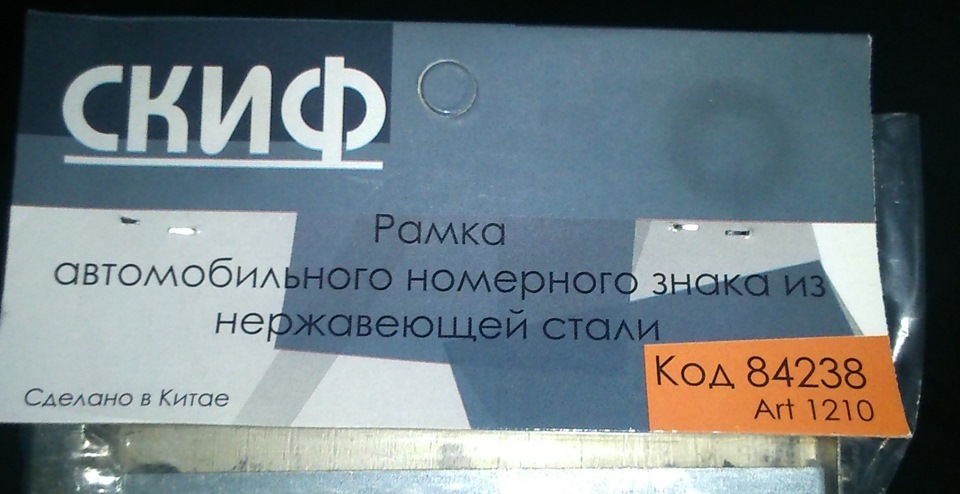 СКИФ
Рамка
автомобильного номерного знака из
нержавеющей стали
Код 84238
Art 1210
Сделано в Китае